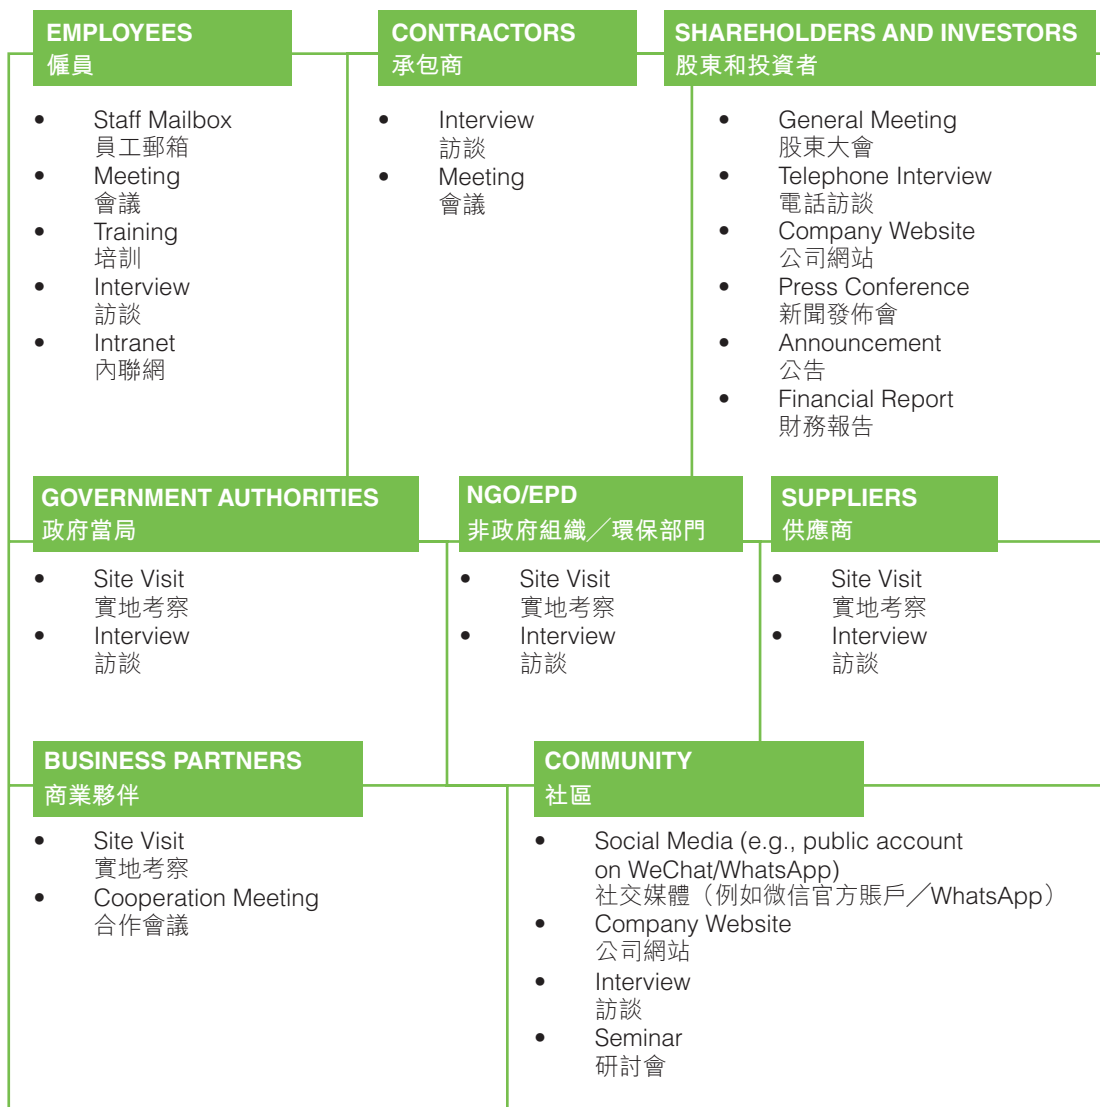 EMPLOYEES
僱員
Staff Mailbox
員工郵箱
Meeting
會議
Training
培訓
Interview
訪談
Intranet
內聯網
CONTRACTORS
承包商
Interview
訪談
Meeting
會議
SHAREHOLDERS AND INVESTORS
股東和投資者
General Meeting
股東大會
Telephone Interview
電話訪談
Company Website
公司網站
Press Conference
新聞發佈會
Announcement
公告
Financial Report
財務報告
GOVERNMENT AUTHORITIES
政府當局
Site Visit
實地考察
Interview
訪談
NGO/EPD
非政府組織╱環保部門
Site Visit
實地考察
Interview
訪談
SUPPLIERS
供應商
Site Visit
實地考察
Interview
訪談
BUSINESS PARTNERS
商業夥伴
Site Visit
實地考察
Cooperation Meeting
合作會議
COMMUNITY
社區
Social Media (e.g., public account
on WeChat/WhatsApp)
社交媒體（例如微信官方賬戶╱WhatsApp）
Company Website
公司網站
Interview
訪談
Seminar
研討會